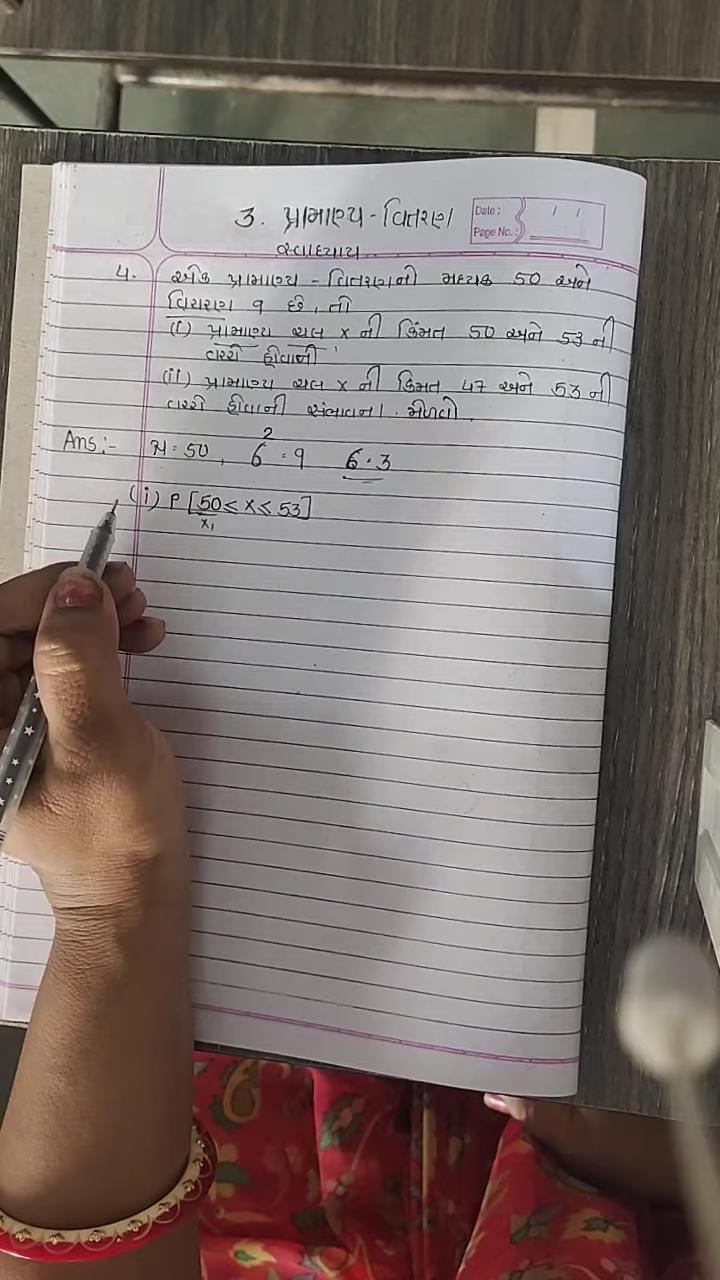 3. પ્રામાણ્ય - વિતરણ
Date: / /
Page No.:
સ્વાધ્યાય
૫. એક પ્રામાણ્ય - વિતરણનો મધ્યક 50 અને
વિચરણ 9 છે, તો
(i) પ્રામાણ્ય ચલ x ની કિંમત 50 અને 53 ની
વચ્ચે હોવાની
(ii) પ્રામાણ્ય ચલ x ની કિંમત 47 અને 53 ની
વચ્ચે હોવાની સંભાવના મેળવો.
Ans:- μ = 50, σ² = 9 σ = 3
(i) P [50 ≤ x ≤ 53]
x₁